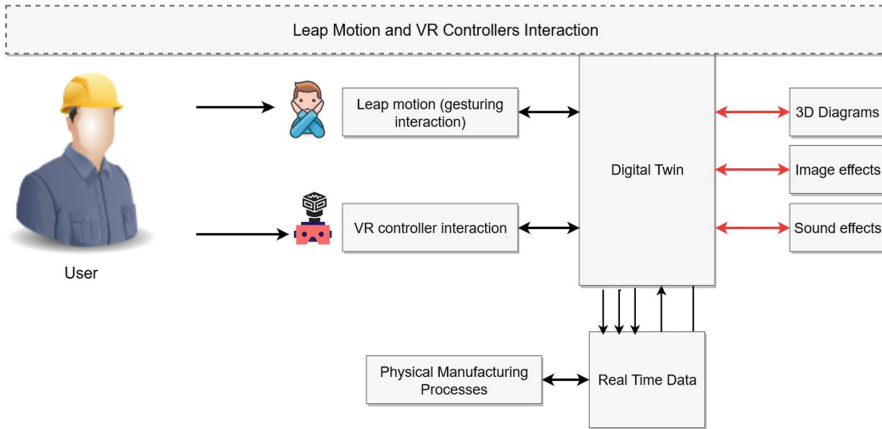 Leap Motion and VR Controllers Interaction
Leap motion (gesturing
interaction)
3D Diagrams
Digital Twin
Image effects
VR controller interaction
Sound effects
User
Physical Manufacturing
Processes
Real Time Data